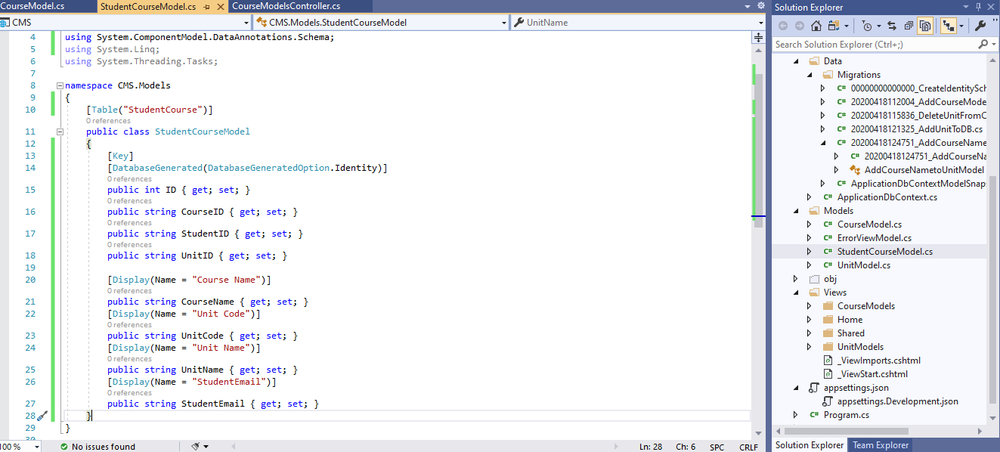 CourseModel.cs
StudentCourseModel.cs
CourseModelsController.cs
CMS
CMS.Models.StudentCourseModel
UnitName
4 using System.ComponentModel.DataAnnotations.Schema;
5 using System.Linq;
6 using System.Threading.Tasks;
7
8 namespace CMS.Models
9 {
10 [Table("StudentCourse")]
0 references
11 public class StudentCourseModel
12 {
13 [Key]
14 [DatabaseGenerated(DatabaseGeneratedOption.Identity)]
0 references
15 public int ID { get; set; }
0 references
16 public string CourseID { get; set; }
0 references
17 public string StudentID { get; set; }
0 references
18 public string UnitID { get; set; }
19
20 [Display(Name = "Course Name")]
0 references
21 public string CourseName { get; set; }
22 [Display(Name = "Unit Code")]
0 references
23 public string UnitCode { get; set; }
24 [Display(Name = "Unit Name")]
0 references
25 public string UnitName { get; set; }
26 [Display(Name = "StudentEmail")]
0 references
27 public string StudentEmail { get; set; }
28 }
29 }
30
100 %
No issues found
Ln: 28 Ch: 6 SPC CRLF
Solution Explorer
Search Solution Explorer (Ctrl+;)
Data
Migrations
C# 00000000000000_CreateIdentitySch
C# 20200418112004_AddCourseMode
C# 20200418115836_DeleteUnitFromC
C# 20200418121325_AddUnitToDB.cs
C# 20200418124751_AddCourseName
C# 20200418124751_AddCourseNa
AddCourseNametoUnitModel
C# ApplicationDbContextModelSnaps
C# ApplicationDbContext.cs
Models
C# CourseModel.cs
C# ErrorViewModel.cs
C# StudentCourseModel.cs
C# UnitModel.cs
obj
Views
CourseModels
Home
Shared
UnitModels
_ViewImports.cshtml
_ViewStart.cshtml
appsettings.json
appsettings.Development.json
C# Program.cs
Solution Explorer
Team Explorer